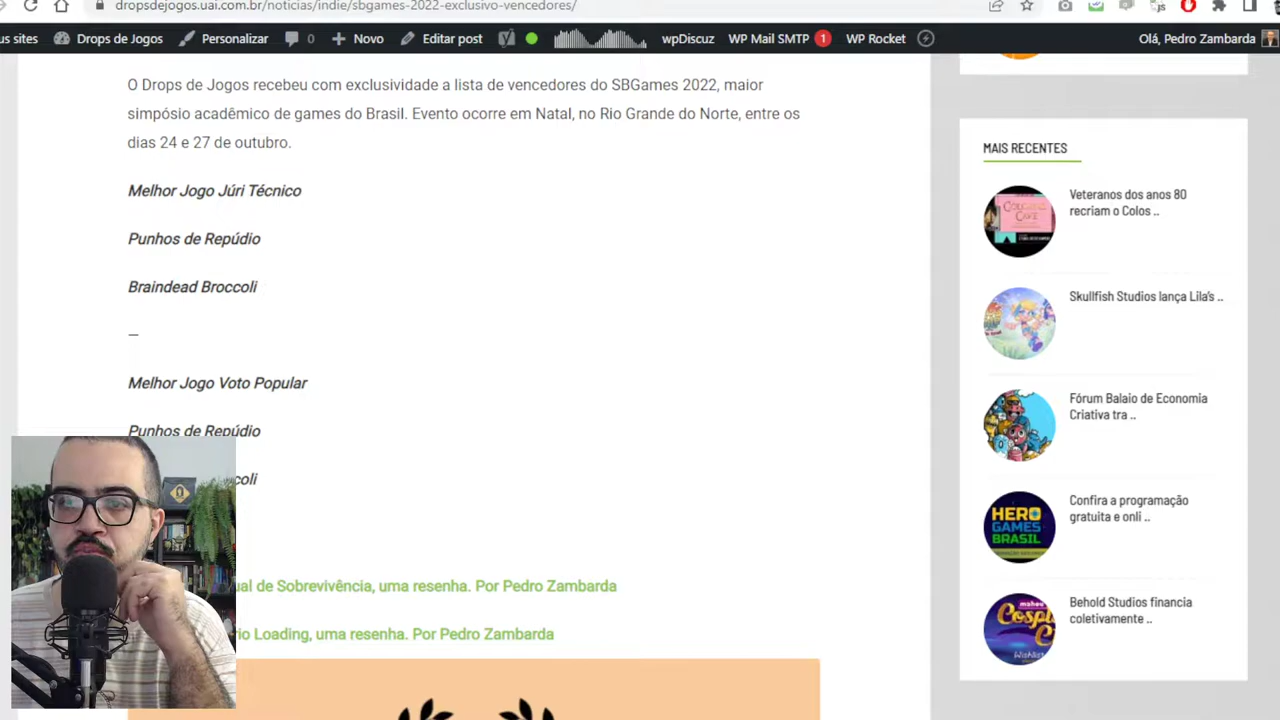 dropsdejogos.uai.com.br/noticias/indie/sbgames-2022-exclusivo-vencedores/
us sites Drops de Jogos Personalizar 0 Novo Editar post wpDiscuz WP Mail SMTP 1 WP Rocket Olá, Pedro Zambarda
O Drops de Jogos recebeu com exclusividade a lista de vencedores do SBGames 2022, maior
simpósio acadêmico de games do Brasil. Evento ocorre em Natal, no Rio Grande do Norte, entre os
dias 24 e 27 de outubro.
Melhor Jogo Júri Técnico
Punhos de Repúdio
Braindead Broccoli
—
Melhor Jogo Voto Popular
Punhos de Repúdio
coli
ual de Sobrevivência, uma resenha. Por Pedro Zambarda
rio Loading, uma resenha. Por Pedro Zambarda
MAIS RECENTES
Veteranos dos anos 80
recriam o Colos ..
Skullfish Studios lança Lila's ..
Fórum Balaio de Economia
Criativa tra ..
HERO
GAMES
BRASIL
Confira a programação
gratuita e onli ..
Behold Studios financia
coletivamente ..